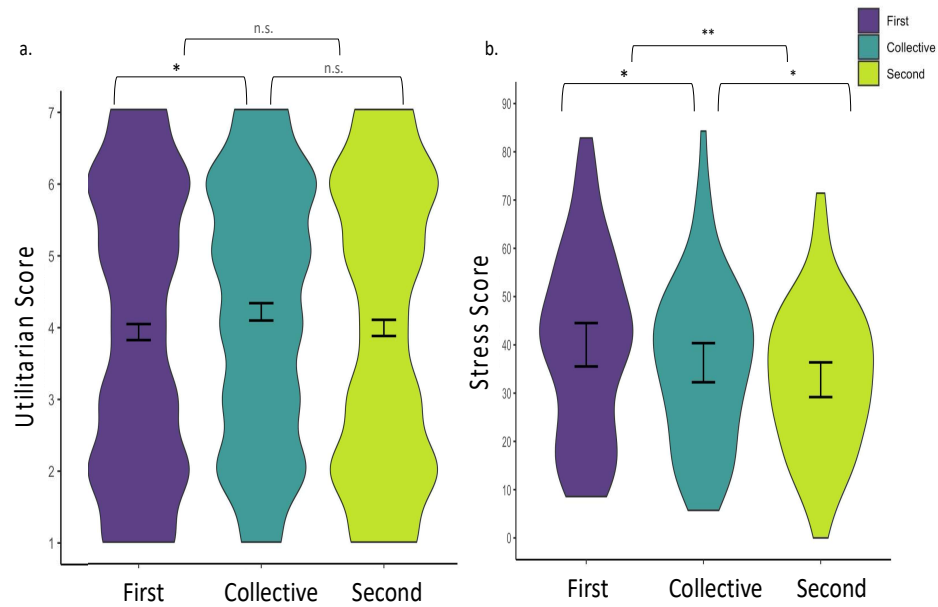 a.
n.s.
*
n.s.
Utilitarian Score
7
6
5
4
3
2
1
First
Collective
Second
b.
**
*
*
First
Collective
Second
Stress Score
90
80
70
60
50
40
30
20
10
0
First
Collective
Second